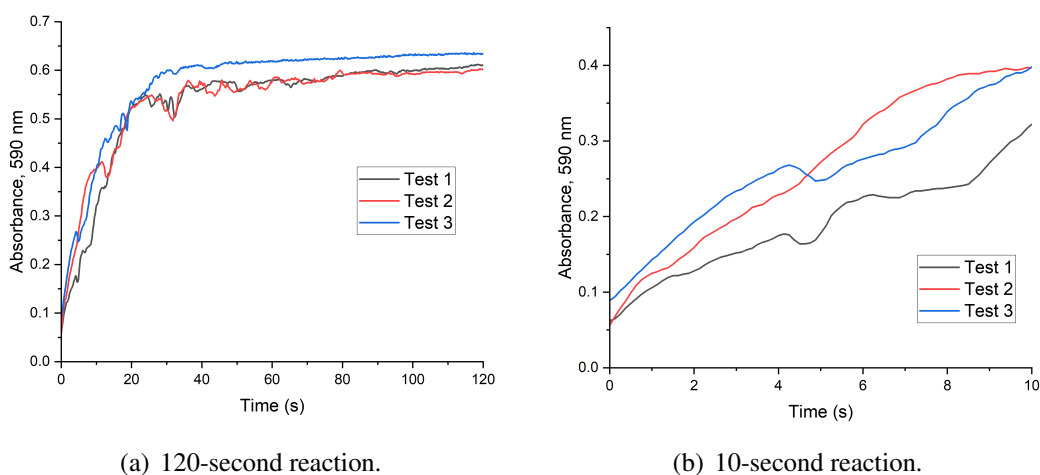 Absorbance, 590 nm
0.7
0.6
0.5
0.4
0.3
0.2
0.1
0.0
0 20 40 60 80 100 120
Time (s)
Test 1
Test 2
Test 3
(a) 120-second reaction.
Absorbance, 590 nm
0.4
0.3
0.2
0.1
0.0
0 2 4 6 8 10
Time (s)
Test 1
Test 2
Test 3
(b) 10-second reaction.